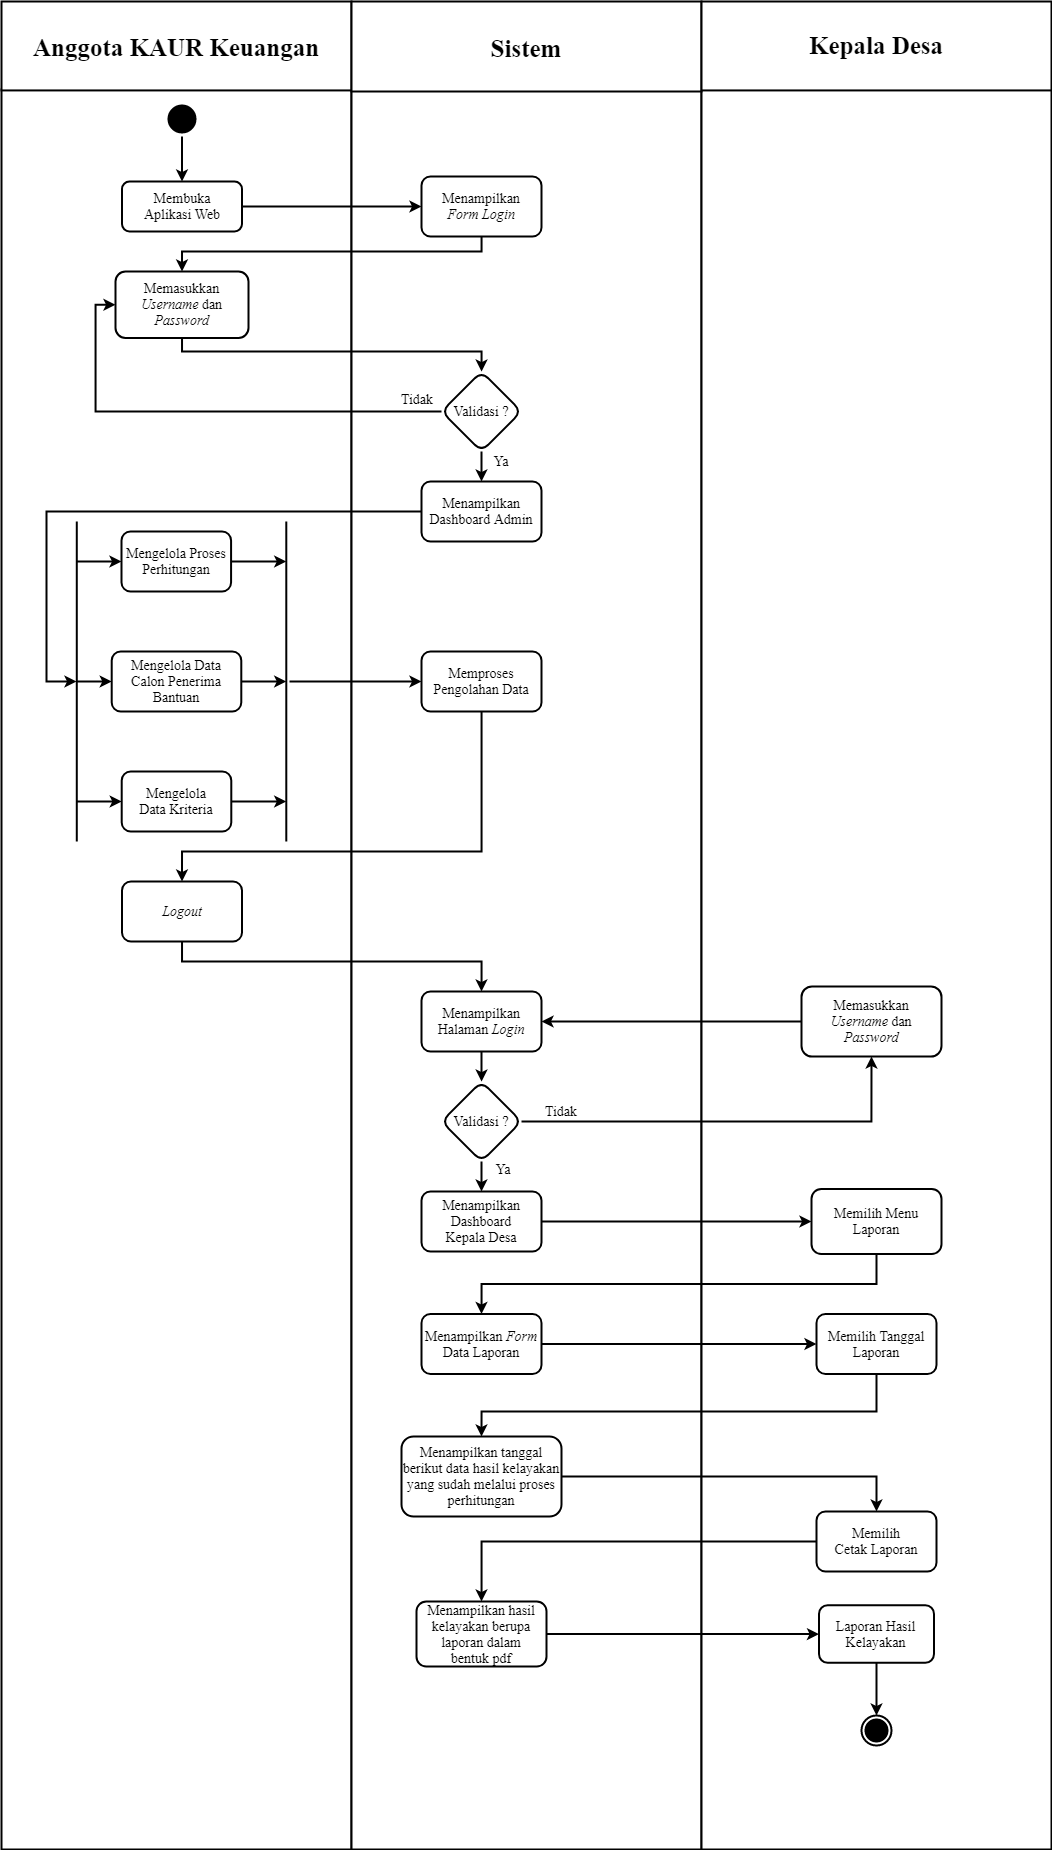 Anggota KAUR Keuangan
Sistem
Kepala Desa
Membuka
Aplikasi Web
Menampilkan
Form Login
Memasukkan
Username dan
Password
Tidak
Validasi ?
Ya
Menampilkan
Dashboard Admin
Mengelola Proses
Perhitungan
Mengelola Data
Calon Penerima
Bantuan
Memproses
Pengolahan Data
Mengelola
Data Kriteria
Logout
Menampilkan
Halaman Login
Memasukkan
Username dan
Password
Validasi ?
Tidak
Ya
Menampilkan
Dashboard
Kepala Desa
Memilih Menu
Laporan
Menampilkan Form
Data Laporan
Memilih Tanggal
Laporan
Menampilkan tanggal
berikut data hasil kelayakan
yang sudah melalui proses
perhitungan
Memilih
Cetak Laporan
Menampilkan hasil
kelayakan berupa
laporan dalam
bentuk pdf
Laporan Hasil
Kelayakan